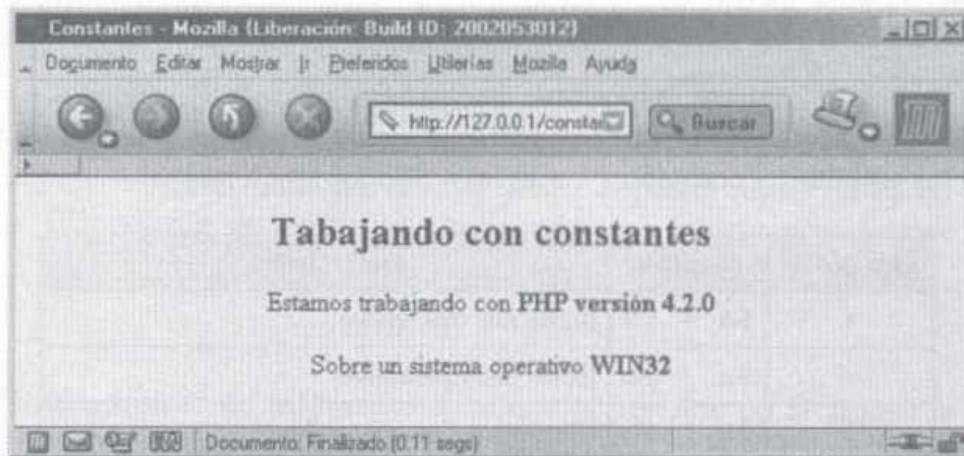 Constantes - Mozilla {Liberación: Build ID: 2002053012}
Documento Editar Mostrar Ir Preferidos Utilerías Mozilla Ayuda
http://127.0.0.1/constan
Buscar
Tabajando con constantes
Estamos trabajando con PHP versión 4.2.0
Sobre un sistema operativo WIN32
Documento: Finalizado (0.11 segs)